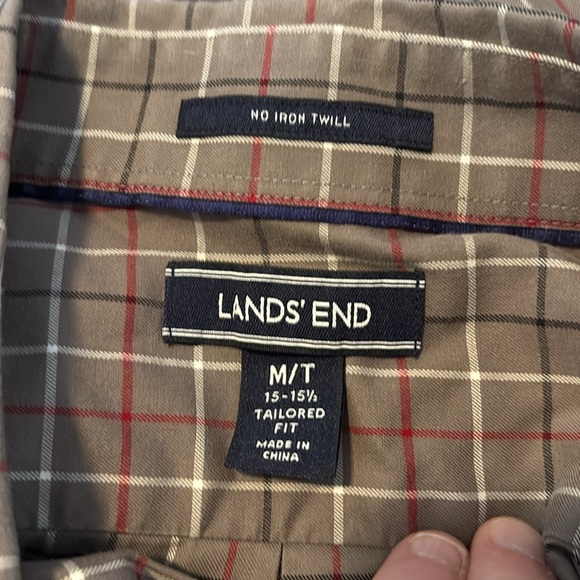 NO IRON TWILL
LANDS' END
M/T
15-15½
TAILORED
FIT
MADE IN
CHINA